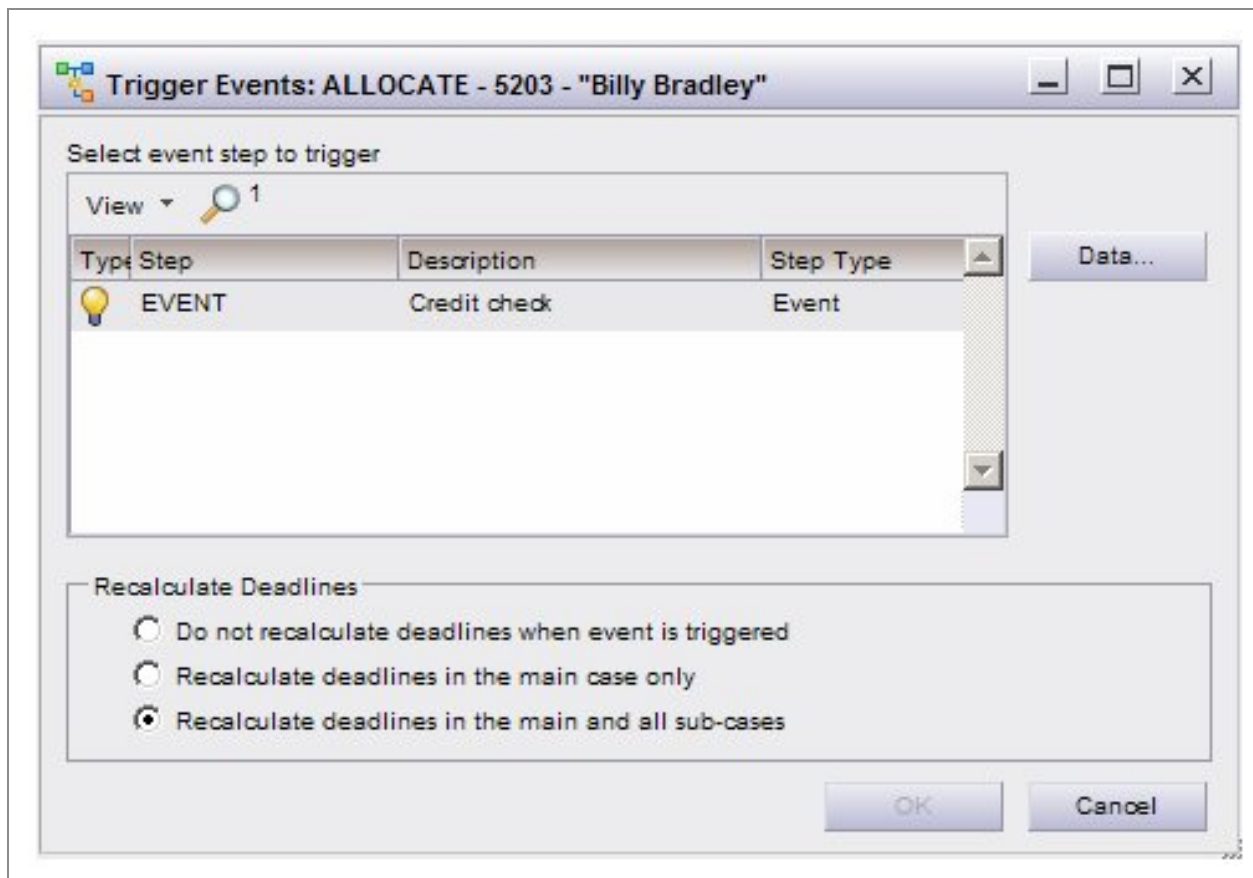 Trigger Events: ALLOCATE - 5203 - "Billy Bradley"
Select event step to trigger
View 1
Type Step Description Step Type
EVENT Credit check Event
Data...
Recalculate Deadlines
Do not recalculate deadlines when event is triggered
Recalculate deadlines in the main case only
Recalculate deadlines in the main and all sub-cases
OK Cancel